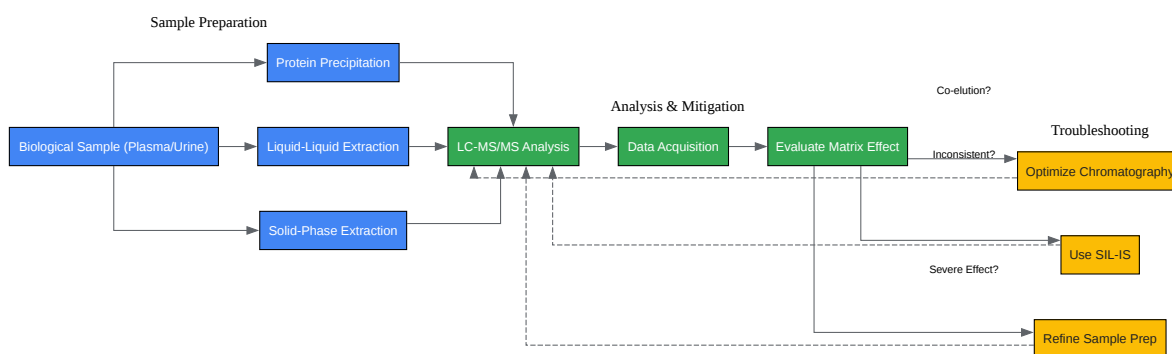 Sample Preparation
Protein Precipitation
Co-elution?
Analysis & Mitigation
Troubleshooting
Biological Sample (Plasma/Urine)
Liquid-Liquid Extraction
LC-MS/MS Analysis
Data Acquisition
Evaluate Matrix Effect
Inconsistent?
Optimize Chromatography
Solid-Phase Extraction
Use SIL-IS
Severe Effect?
Refine Sample Prep